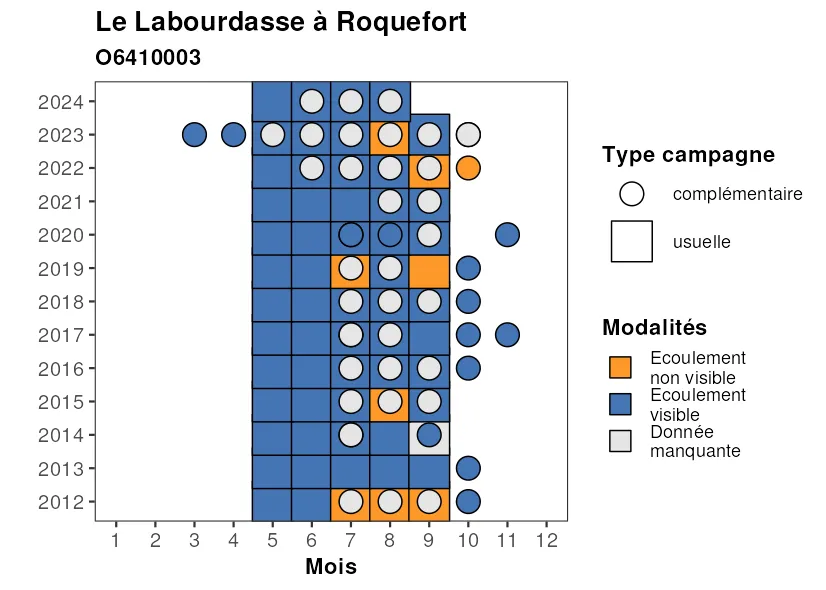 Le Labourdasse à Roquefort
O6410003
2024
2023
2022
2021
2020
2019
2018
2017
2016
2015
2014
2013
2012
1 2 3 4 5 6 7 8 9 10 11 12
Mois
Type campagne
complémentaire
usuelle
Modalités
Ecoulement
non visible
Ecoulement
visible
Donnée
manquante